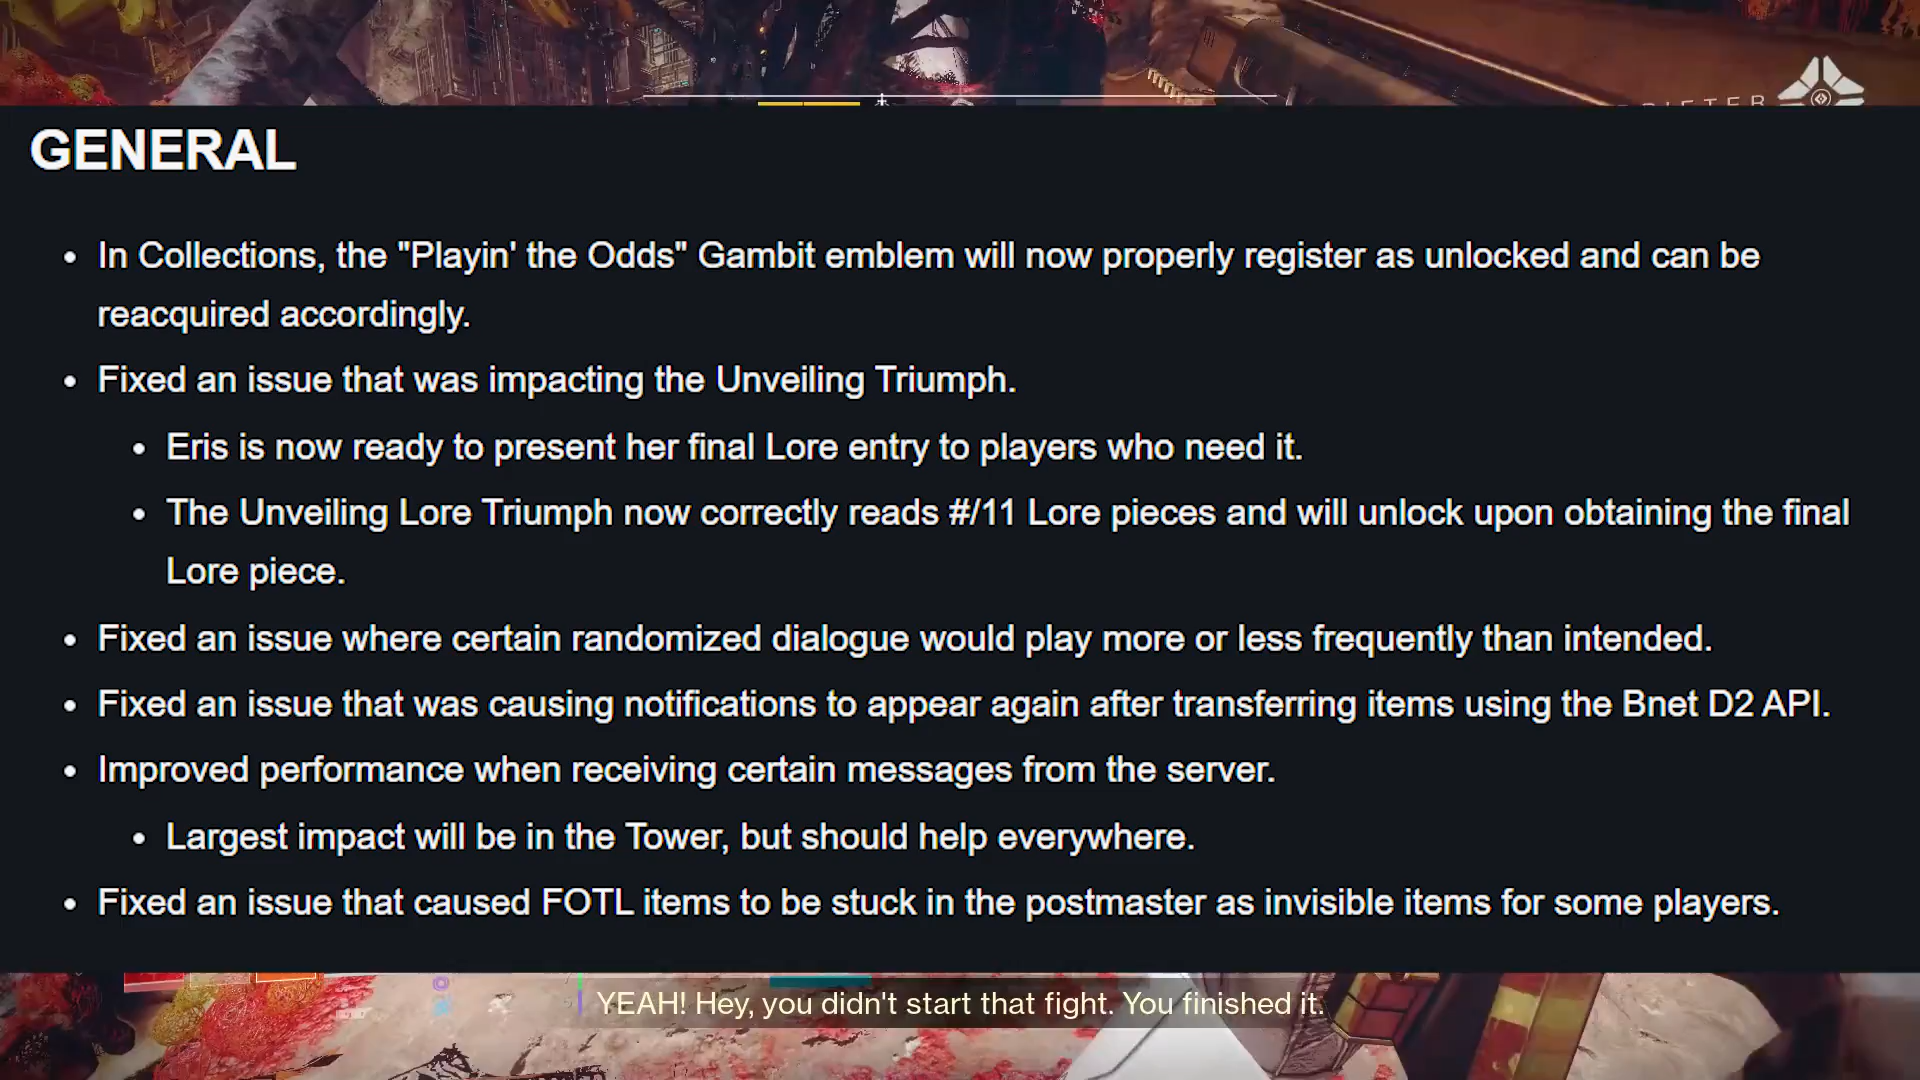 DRIFTER
GENERAL
• In Collections, the "Playin' the Odds" Gambit emblem will now properly register as unlocked and can be
reacquired accordingly.
• Fixed an issue that was impacting the Unveiling Triumph.
• Eris is now ready to present her final Lore entry to players who need it.
• The Unveiling Lore Triumph now correctly reads #/11 Lore pieces and will unlock upon obtaining the final
Lore piece.
• Fixed an issue where certain randomized dialogue would play more or less frequently than intended.
• Fixed an issue that was causing notifications to appear again after transferring items using the Bnet D2 API.
• Improved performance when receiving certain messages from the server.
• Largest impact will be in the Tower, but should help everywhere.
• Fixed an issue that caused FOTL items to be stuck in the postmaster as invisible items for some players.
YEAH! Hey, you didn't start that fight. You finished it.